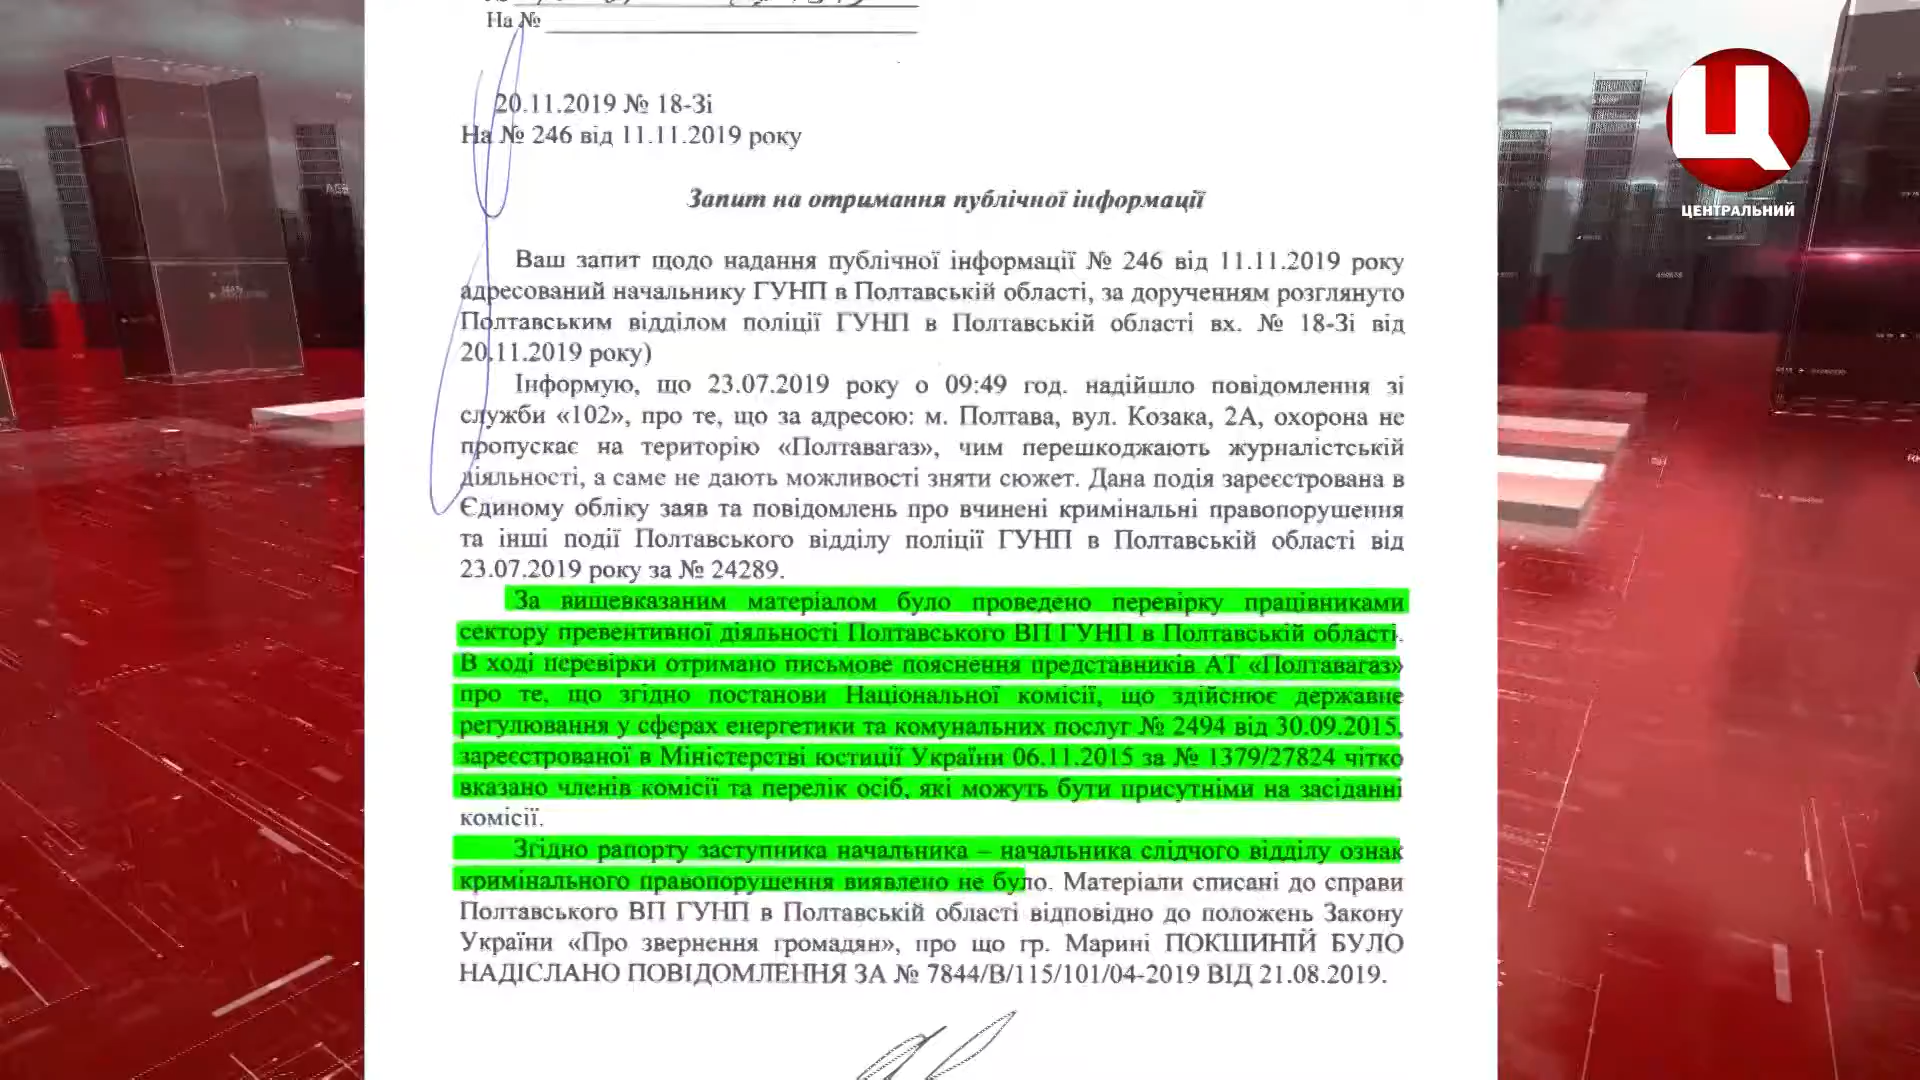 На №
20.11.2019 № 18-Зі
На № 246 від 11.11.2019 року
Запит на отримання публічної інформації
Ваш запит щодо надання публічної інформації № 246 від 11.11.2019 року
адресований начальнику ГУНП в Полтавській області, за дорученням розглянуто
Полтавським відділом поліції ГУНП в Полтавській області вх. № 18-Зі від
20.11.2019 року)
Інформую, що 23.07.2019 року о 09:49 год. надійшло повідомлення зі
служби «102», про те, що за адресою: м. Полтава, вул. Козака, 2А, охорона не
пропускає на територію «Полтавагаз», чим перешкоджають журналістській
діяльності, а саме не дають можливості зняти сюжет. Дана подія зареєстрована в
Єдиному обліку заяв та повідомлень про вчинені кримінальні правопорушення
та інші події Полтавського відділу поліції ГУНП в Полтавській області від
23.07.2019 року за № 24289.
За вищевказаним матеріалом було проведено перевірку працівниками
сектору превентивної діяльності Полтавського ВП ГУНП в Полтавській області.
В ході перевірки отримано письмове пояснення представників АТ «Полтавагаз»
про те, що згідно постанови Національної комісії, що здійснює державне
регулювання у сферах енергетики та комунальних послуг № 2494 від 30.09.2015,
зареєстрованої в Міністерстві юстиції України 06.11.2015 за № 1379/27824 чітко
вказано членів комісії та перелік осіб, які можуть бути присутніми на засіданні
комісії.
Згідно рапорту заступника начальника – начальника слідчого відділу ознак
кримінального правопорушення виявлено не було. Матеріали списані до справи
Полтавського ВП ГУНП в Полтавській області відповідно до положень Закону
України «Про звернення громадян», про що гр. Марині ПОКШИНІЙ БУЛО
НАДІСЛАНО ПОВІДОМЛЕННЯ ЗА № 7844/В/115/101/04-2019 ВІД 21.08.2019.
Ц
ЦЕНТРАЛЬНИЙ